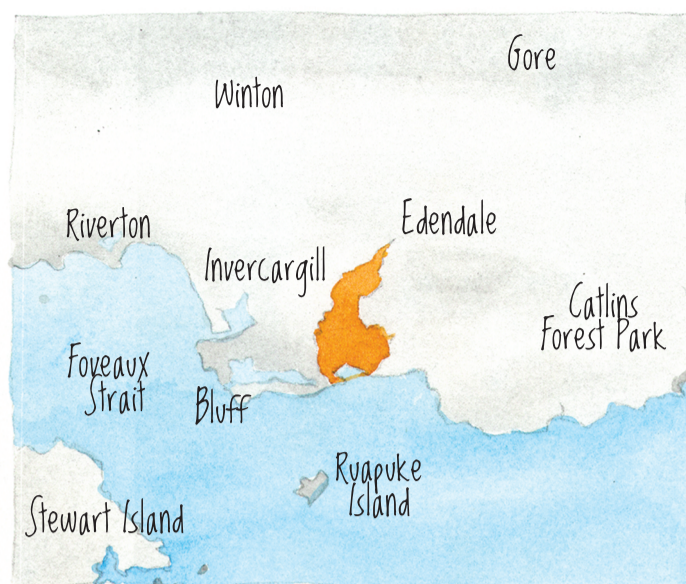 Gore
Winton
Riverton
Edendale
Invercargill
Catlins
Forest Park
Foveaux
Strait
Bluff
Ruapuke
Island
Stewart Island